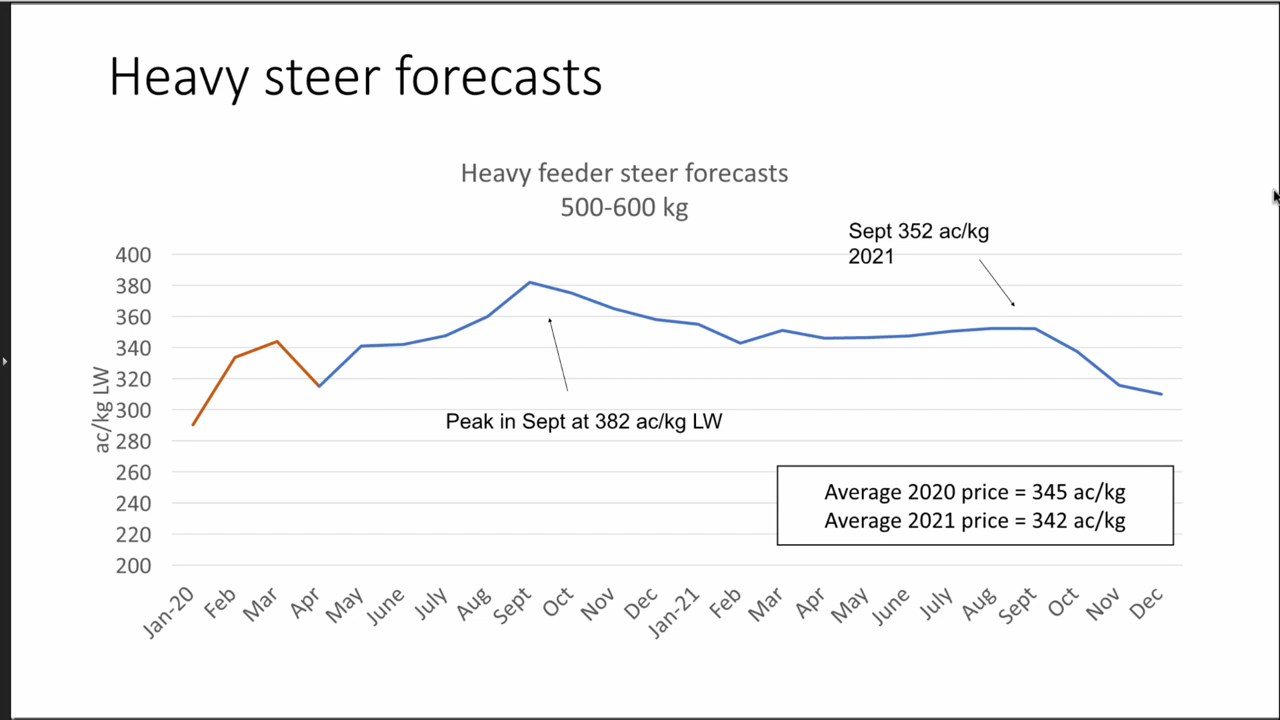 Heavy steer forecasts
Heavy feeder steer forecasts
500-600 kg
Sept 352 ac/kg
2021
400
380
360
340
320
300
280
260
240
220
200
ac/kg LW
Peak in Sept at 382 ac/kg LW
Average 2020 price = 345 ac/kg
Average 2021 price = 342 ac/kg
Jan-20 Feb Mar Apr May June July Aug Sept Oct Nov Dec Jan-21 Feb Mar Apr May June July Aug Sept Oct Nov Dec